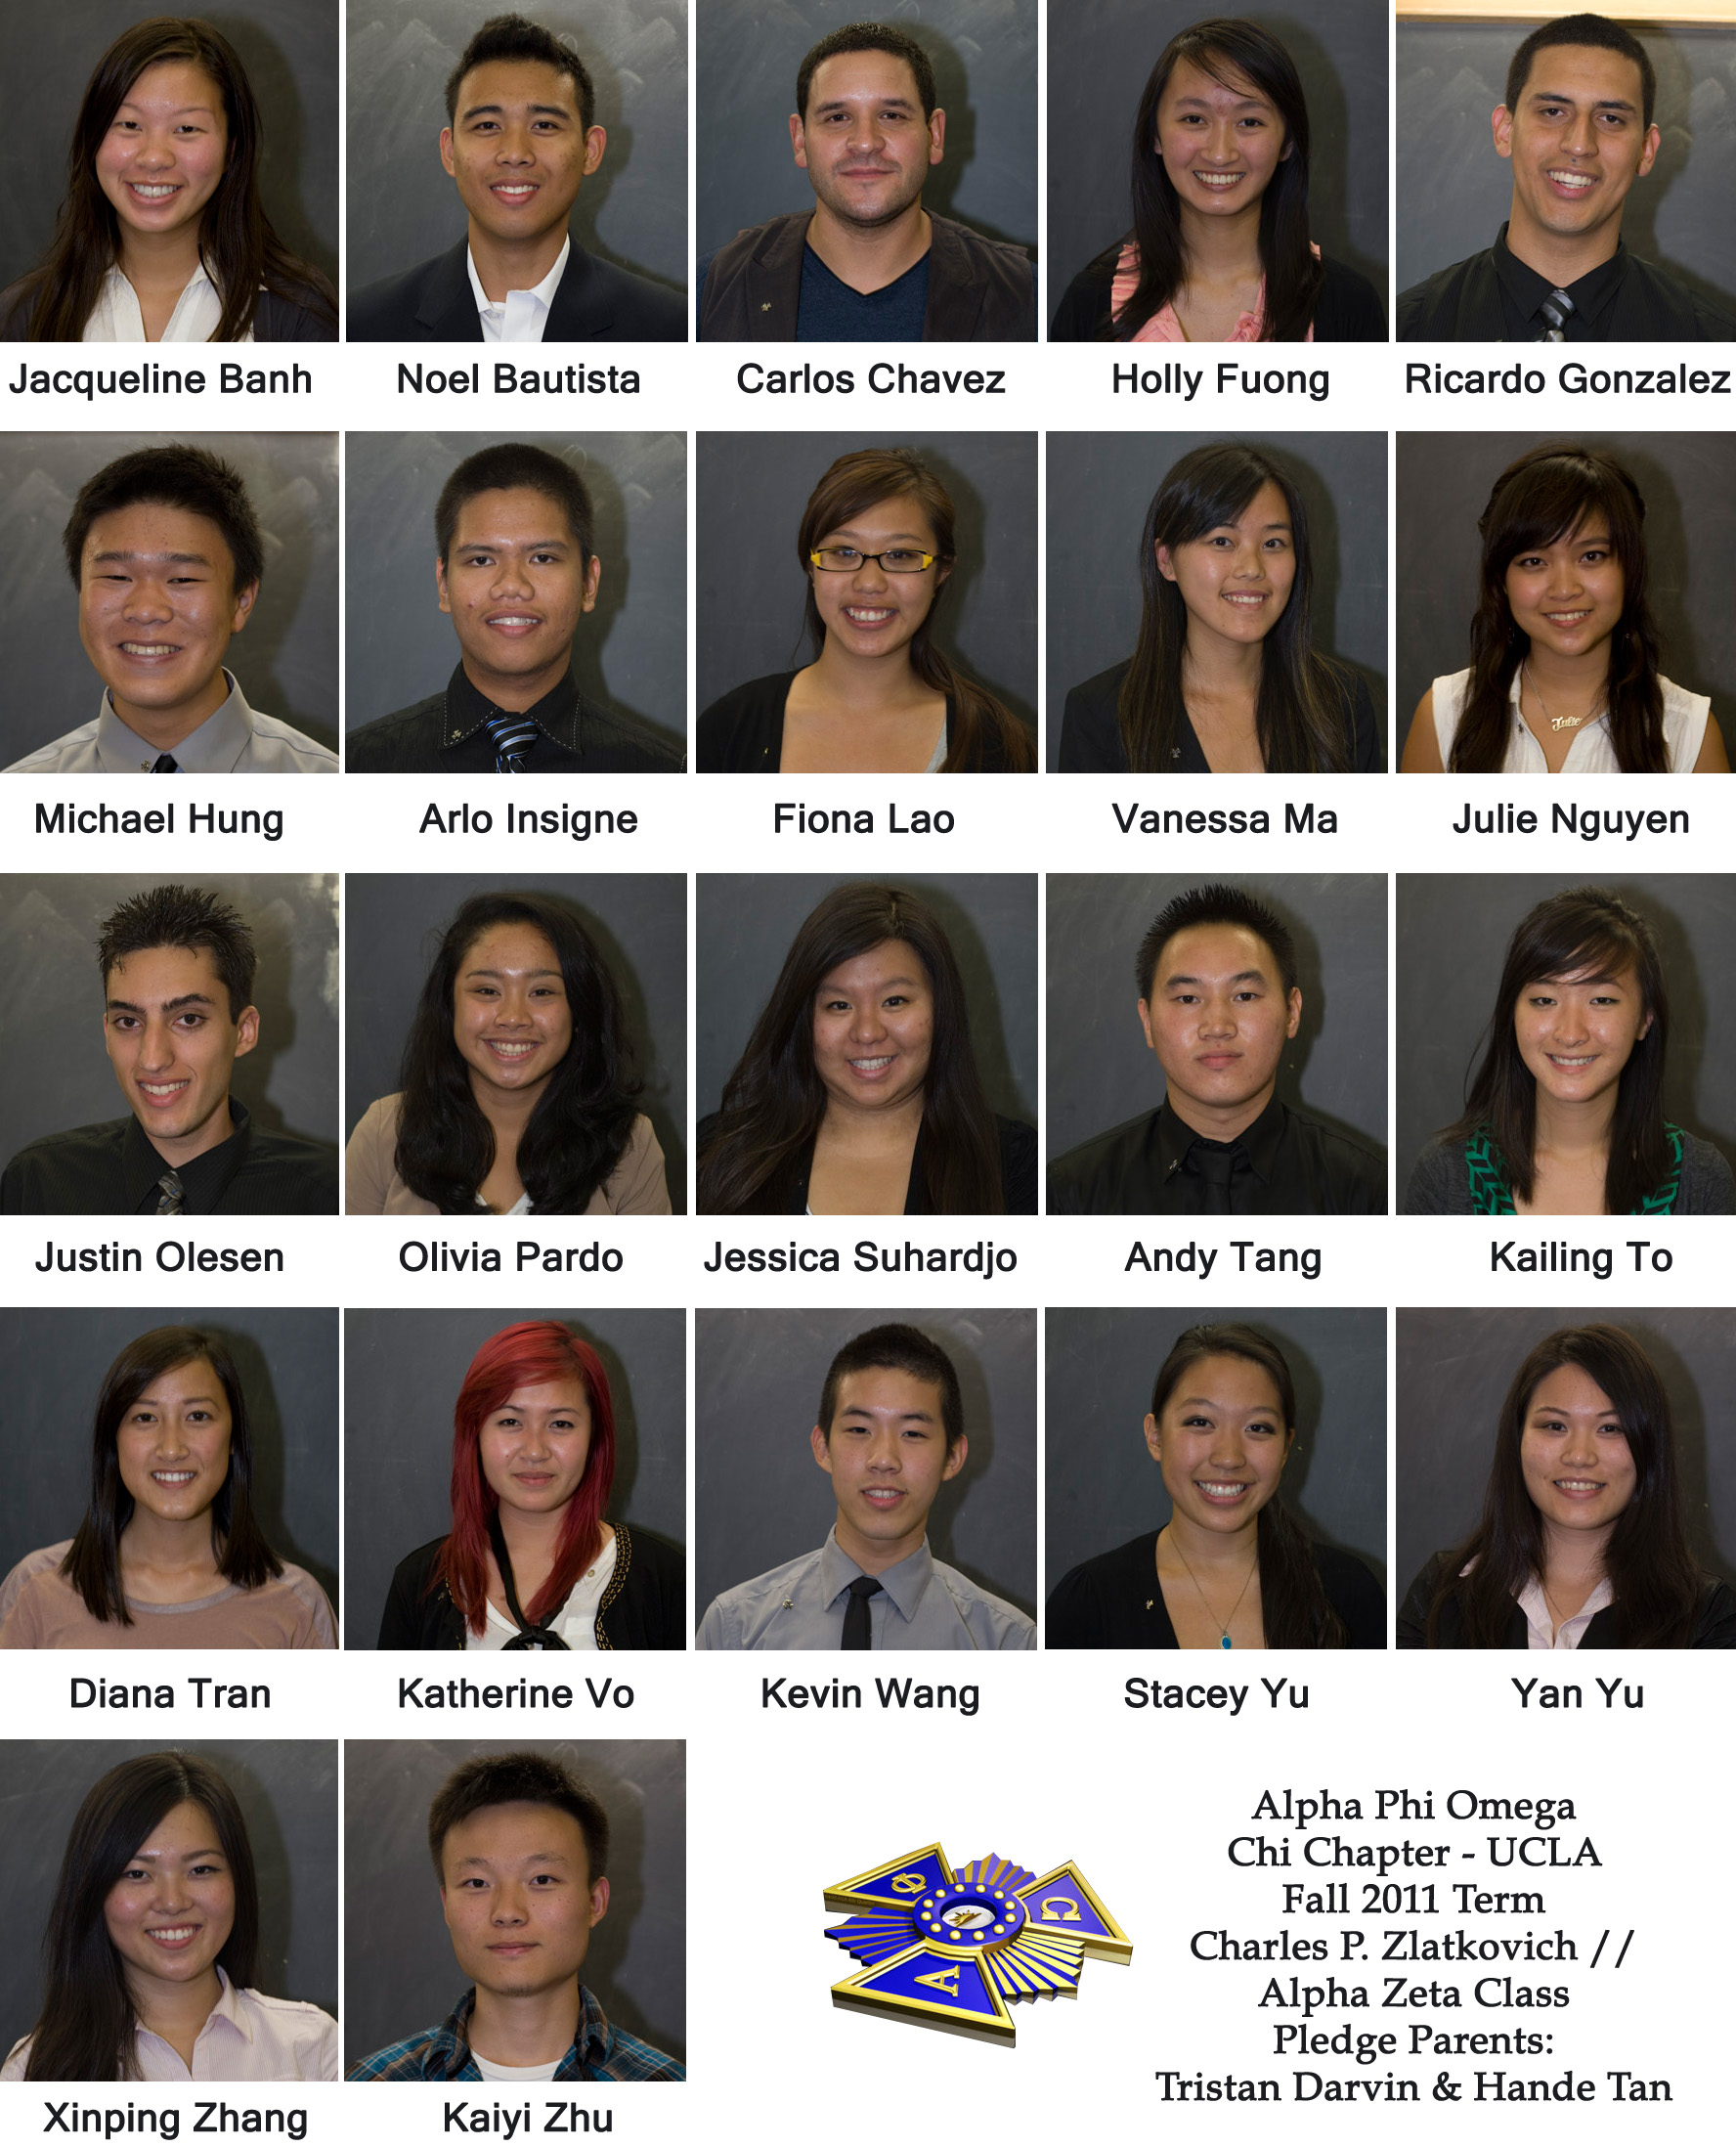 Jacqueline Banh
Noel Bautista
Carlos Chavez
Holly Fuong
Ricardo Gonzalez
Michael Hung
Arlo Insigne
Fiona Lao
Vanessa Ma
Julie Nguyen
Julie
Justin Olesen
Olivia Pardo
Jessica Suhardjo
Andy Tang
Kailing To
Diana Tran
Katherine Vo
Kevin Wang
Stacey Yu
Yan Yu
Xinping Zhang
Kaiyi Zhu
Φ
Ω
Α
Alpha Phi Omega
Chi Chapter - UCLA
Fall 2011 Term
Charles P. Zlatkovich //
Alpha Zeta Class
Pledge Parents:
Tristan Darvin & Hande Tan